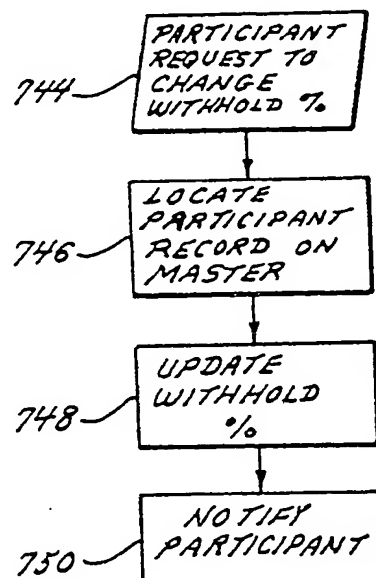 PARTICIPANT
REQUEST TO
CHANGE
WITHHOLD %
744
LOCATE
PARTICIPANT
RECORD ON
MASTER
746
UPDATE
WITHHOLD
%
748
NOTIFY
PARTICIPANT
750